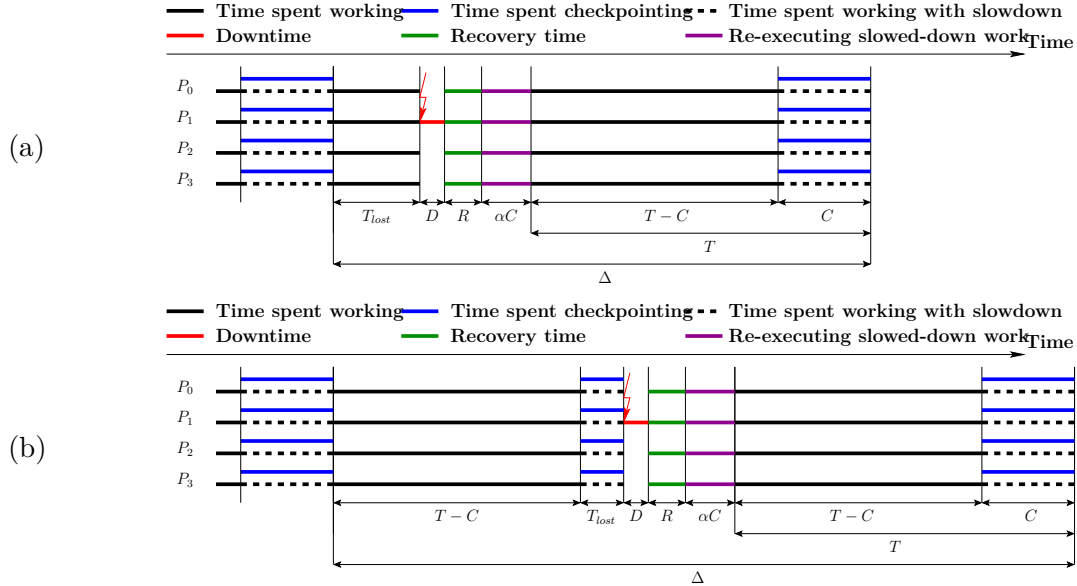 Time spent working Time spent checkpointing Time spent working with slowdown
Downtime Recovery time Re-executing slowed-down work Time
P0
P1
(a)
P2
P3
Tlost D R αC T − C C
T
Δ
Time spent working Time spent checkpointing Time spent working with slowdown
Downtime Recovery time Re-executing slowed-down work Time
P0
P1
(b)
P2
P3
T − C Tlost D R αC T − C C
T
Δ